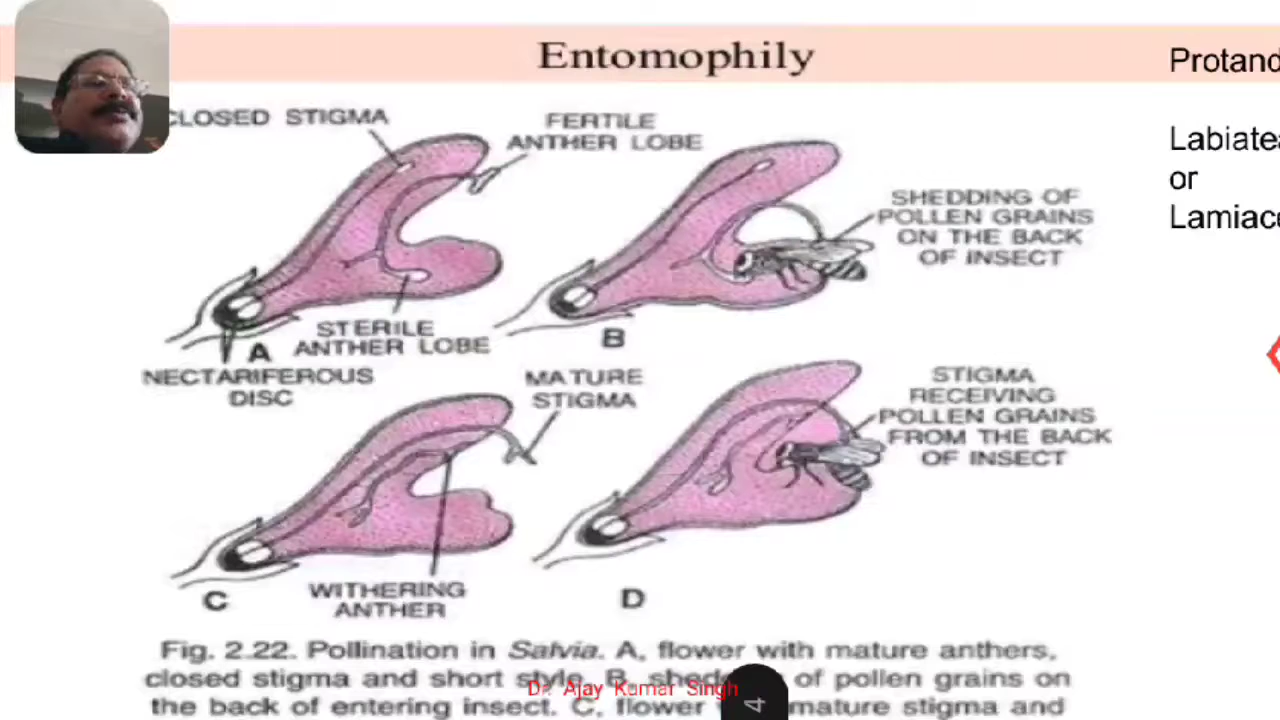 Entomophily
Protand
Labiatea
or
Lamiace
CLOSED STIGMA
FERTILE
ANTHER LOBE
SHEDDING OF
POLLEN GRAINS
ON THE BACK
OF INSECT
STERILE
ANTHER LOBE
A
B
NECTARIFEROUS
DISC
MATURE
STIGMA
STIGMA
RECEIVING
POLLEN GRAINS
FROM THE BACK
OF INSECT
WITHERING
ANTHER
C
D
Fig. 2.22. Pollination in Salvia. A, flower with mature anthers,
closed stigma and short style. B, of pollen grains on
the back of entering insect. C, flower mature stigma and
Dr. Ajay Kumar Singh
4